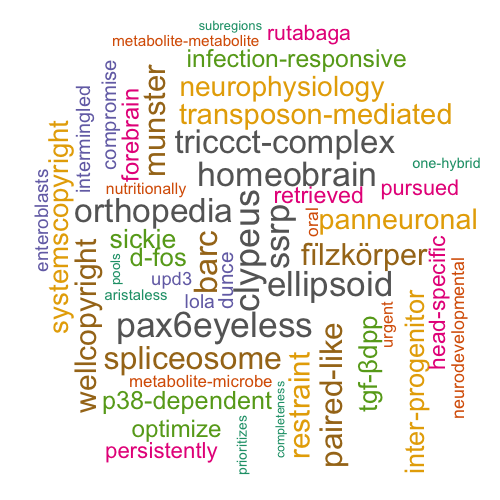 subregions
rutabaga
metabolite-metabolite
infection-responsive
neurophysiology
transposon-mediated
compromise
intermingled
forebrain
munster
triccct-complex
one-hybrid
homeobrain
nutritionally
retrieved
pursued
systemscopyright
enteroblasts
orthopedia
clypeus
ssrp
oral
panneuronal
sickie
d-fos
barc
filzkörper
head-specific
pools
upd3
dunce
ellipsoid
aristaless
lola
neurodevelopmental
wellcopyright
pax6eyeless
urgent
tgf-βdpp
inter-progenitor
spliceosome
restraint
paired-like
metabolite-microbe
p38-dependent
completeness
optimize
prioritizes
persistently